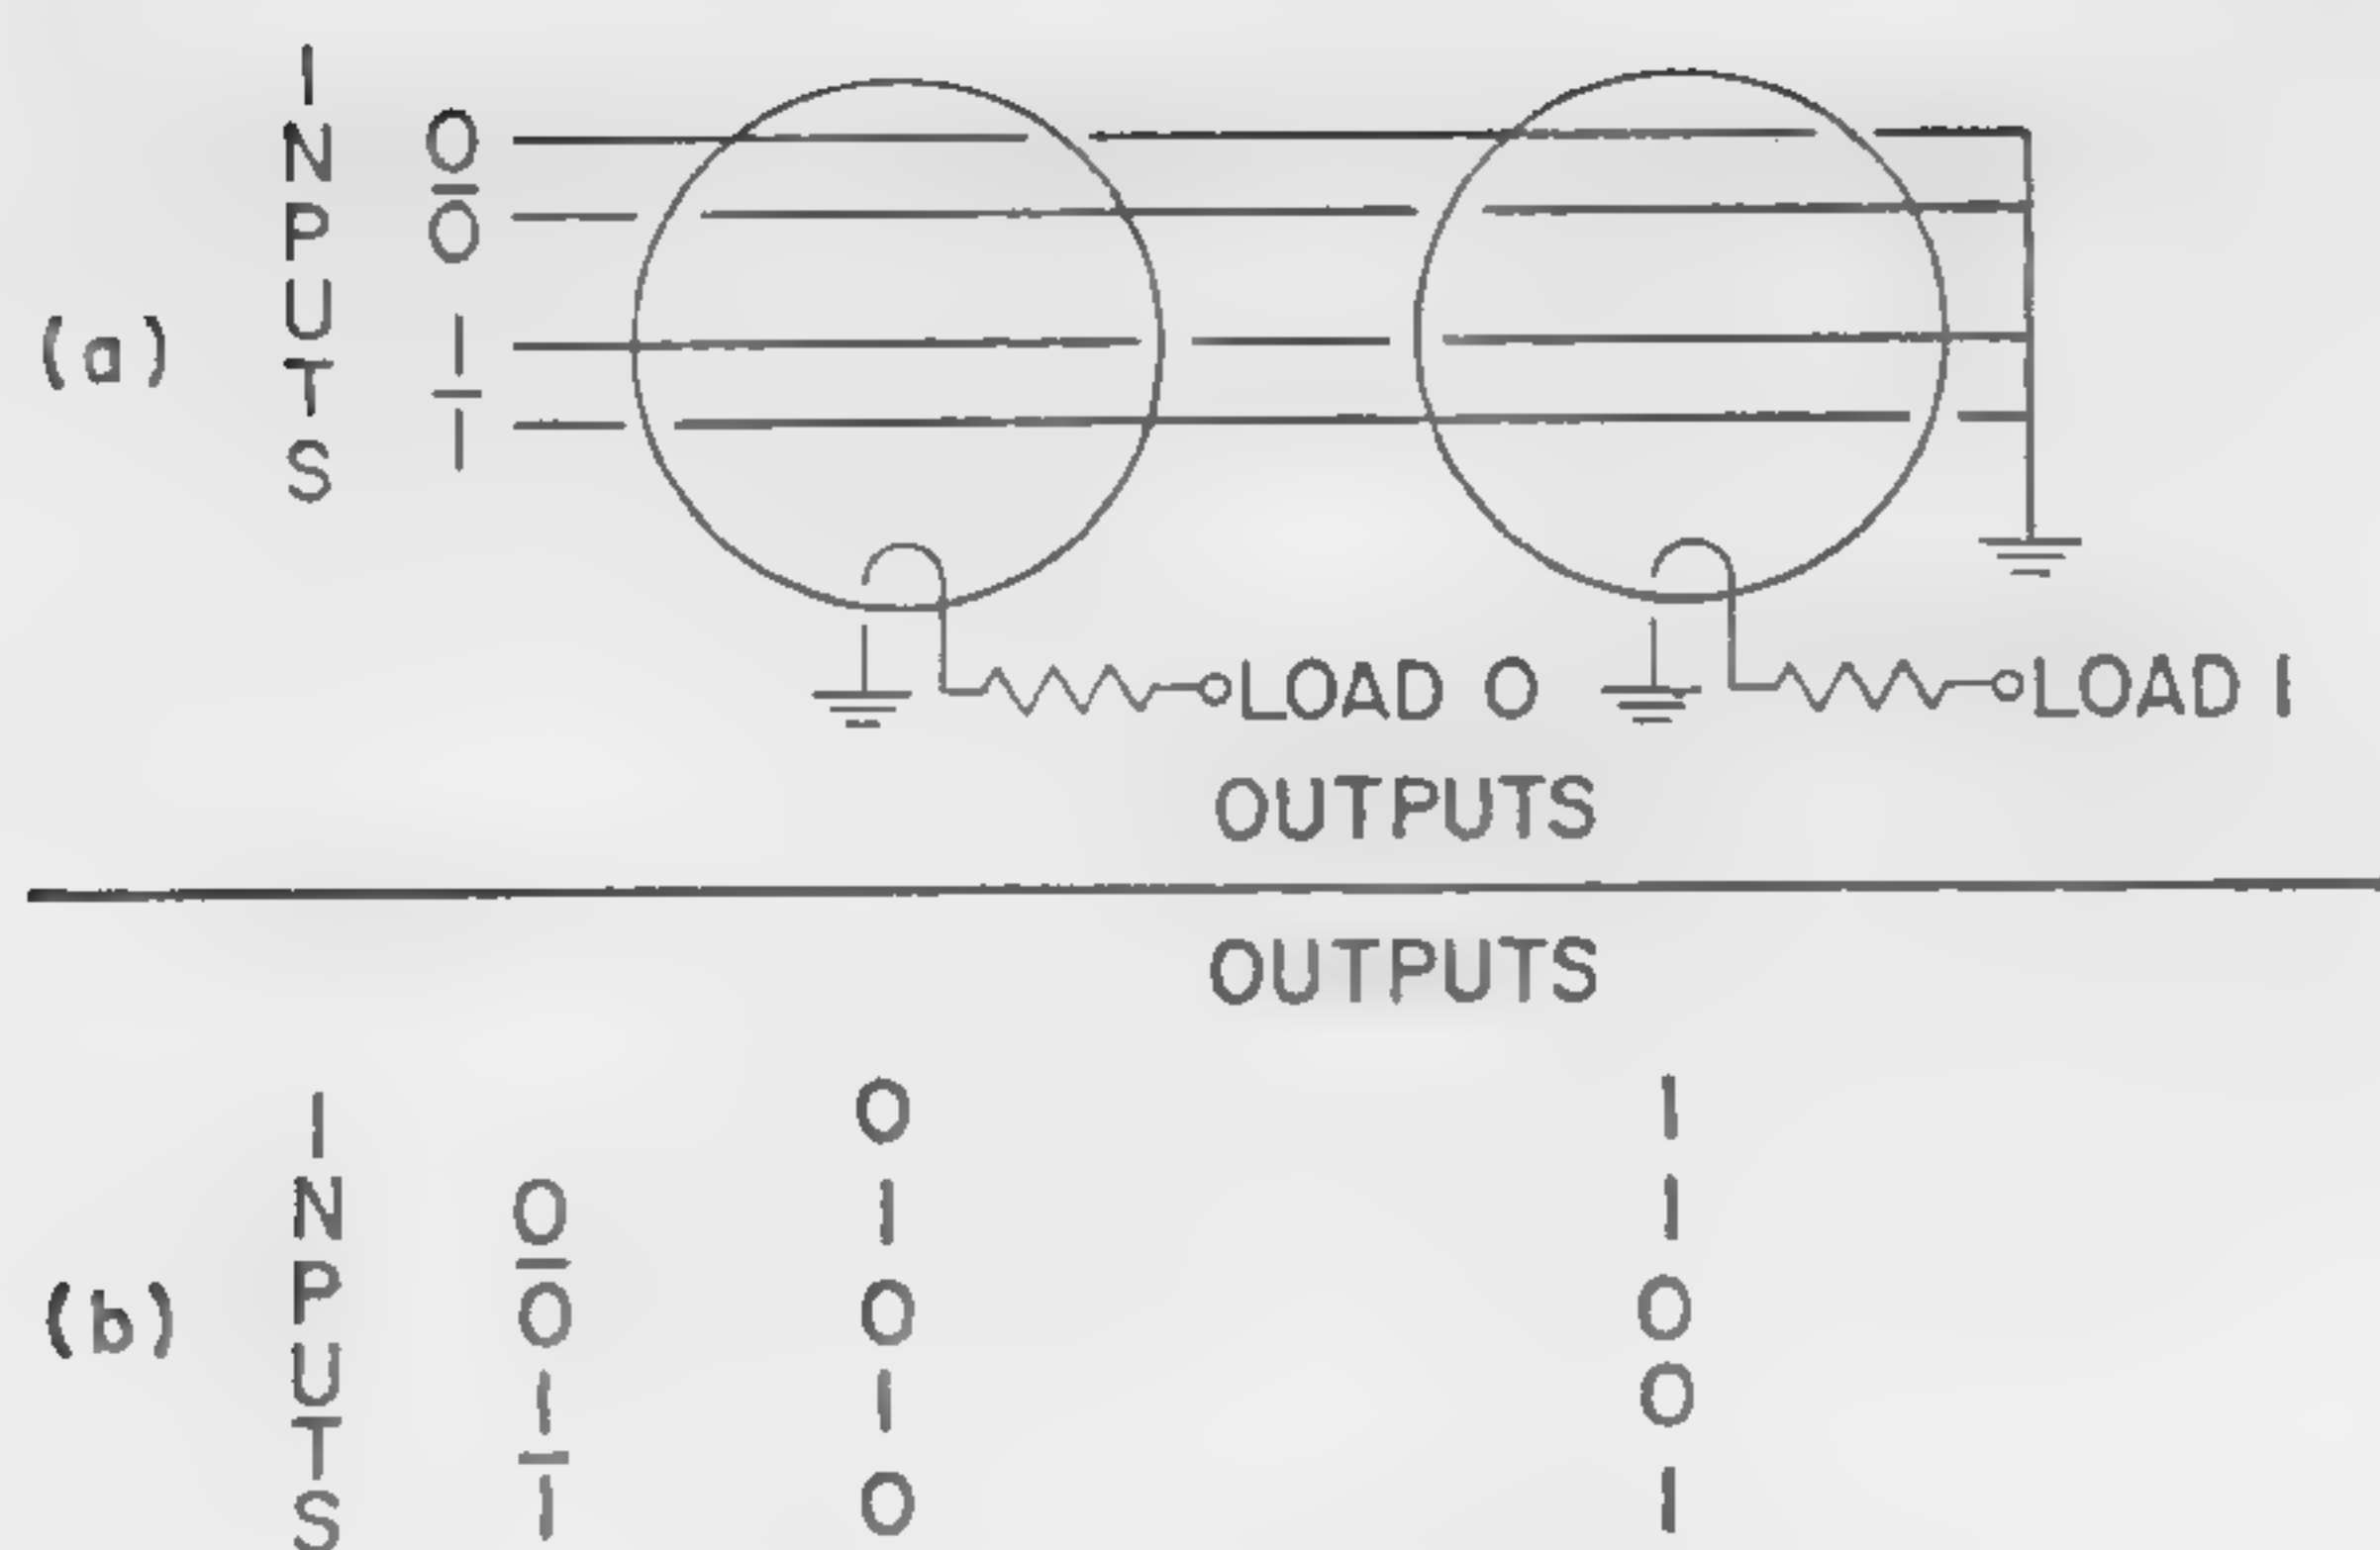 INPUTS
0
0̅
1
1̅
(a)
LOAD 0
LOAD 1
OUTPUTS
OUTPUTS
0 1
INPUTS
0 1 1
0̅ 0 0
1 1 0
1̅ 0 1
(b)